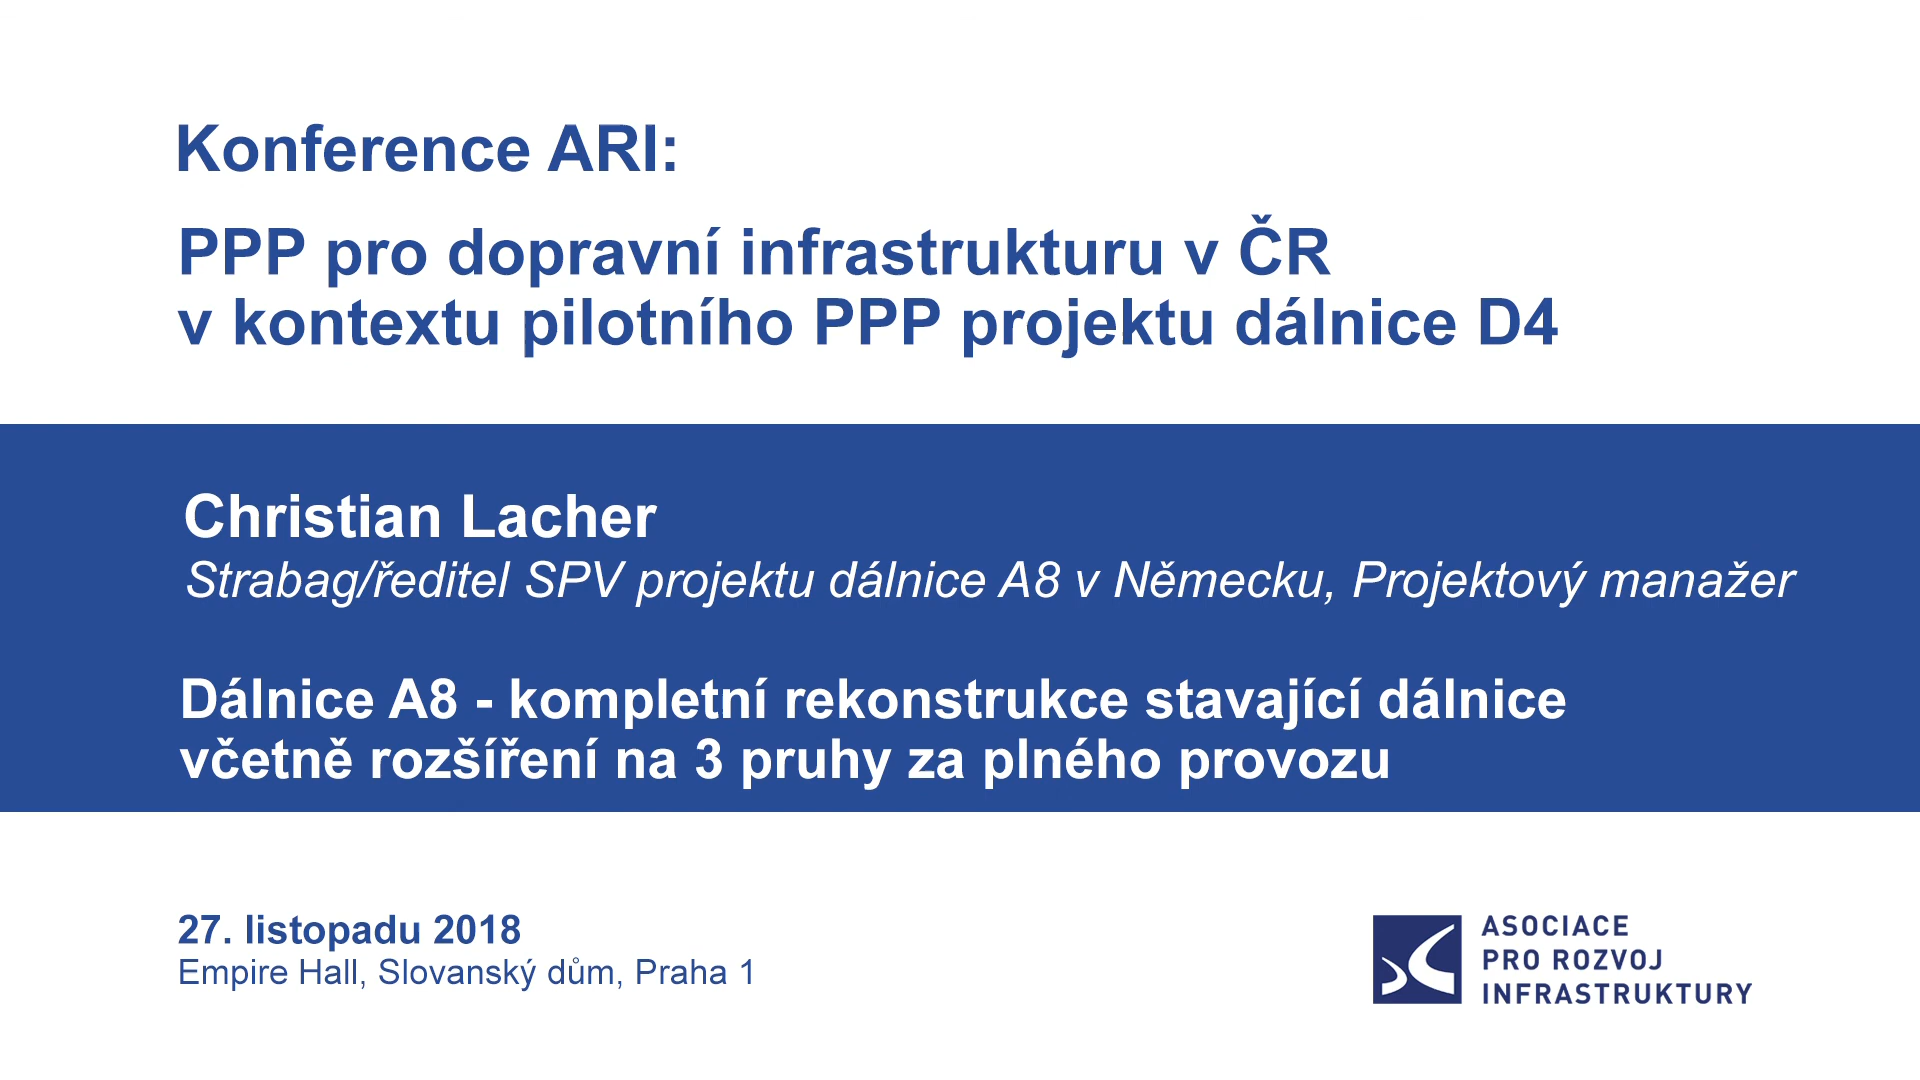 Konference ARI:
PPP pro dopravní infrastrukturu v ČR
v kontextu pilotního PPP projektu dálnice D4
Christian Lacher
Strabag/ředitel SPV projektu dálnice A8 v Německu, Projektový manažer
Dálnice A8 - kompletní rekonstrukce stavající dálnice
včetně rozšíření na 3 pruhy za plného provozu
27. listopadu 2018
Empire Hall, Slovanský dům, Praha 1
ASOCIACE
PRO ROZVOJ
INFRASTRUKTURY